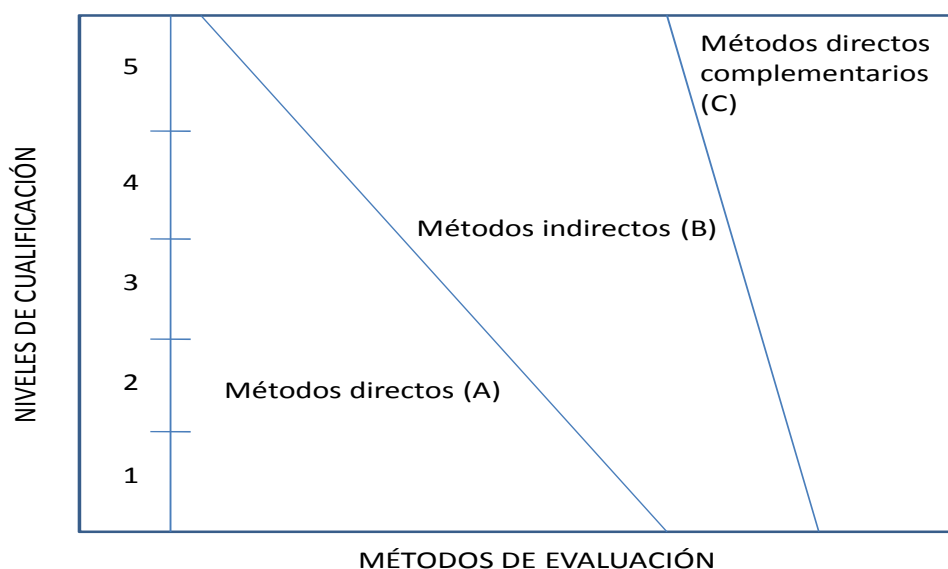 Métodos directos
complementarios
(C)
5
4
Métodos indirectos (B)
3
2
Métodos directos (A)
1
NIVELES DE CUALIFICACIÓN
MÉTODOS DE EVALUACIÓN